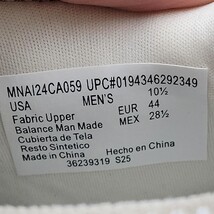 MNAI24CA059 UPC#0194346292349
USA MEN'S 10½
Fabric Upper EUR 44
Balance Man Made MEX 28½
Cubierta de Tela
Resto Sintetico
Made in China Hecho en China
36239319 S25